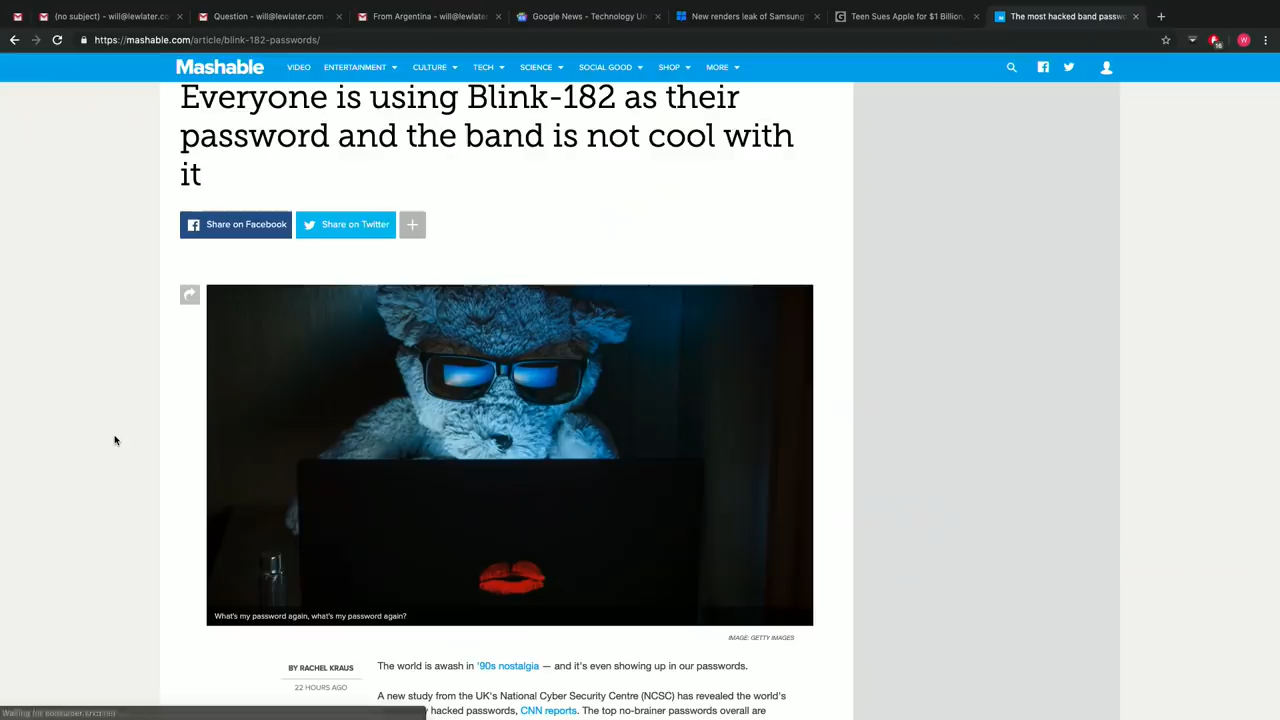 (no subject) - will@lewlater.co
Question - will@lewlater.com
From Argentina - will@lewlater
Google News - Technology Un
New renders leak of Samsung
Teen Sues Apple for $1 Billion
The most hacked band passwo
https://mashable.com/article/blink-182-passwords/
16
W
Mashable
VIDEO ENTERTAINMENT CULTURE TECH SCIENCE SOCIAL GOOD SHOP MORE
Everyone is using Blink-182 as their
password and the band is not cool with
it
Share on Facebook
Share on Twitter
What's my password again, what's my password again?
IMAGE: GETTY IMAGES
BY RACHEL KRAUS
22 HOURS AGO
The world is awash in '90s nostalgia — and it's even showing up in our passwords.
A new study from the UK's National Cyber Security Centre (NCSC) has revealed the world's
hacked passwords, CNN reports. The top no-brainer passwords overall are
Waiting for